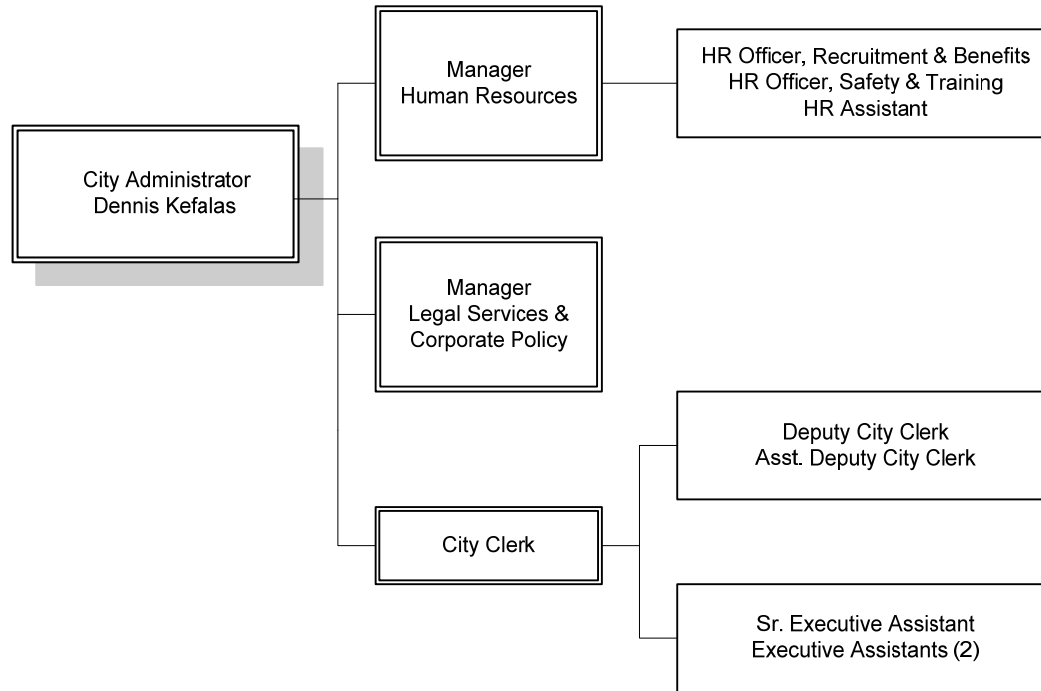 City Administrator
Dennis Kefalas
Manager
Human Resources
HR Officer, Recruitment & Benefits
HR Officer, Safety & Training
HR Assistant
Manager
Legal Services &
Corporate Policy
City Clerk
Deputy City Clerk
Asst. Deputy City Clerk
Sr. Executive Assistant
Executive Assistants (2)